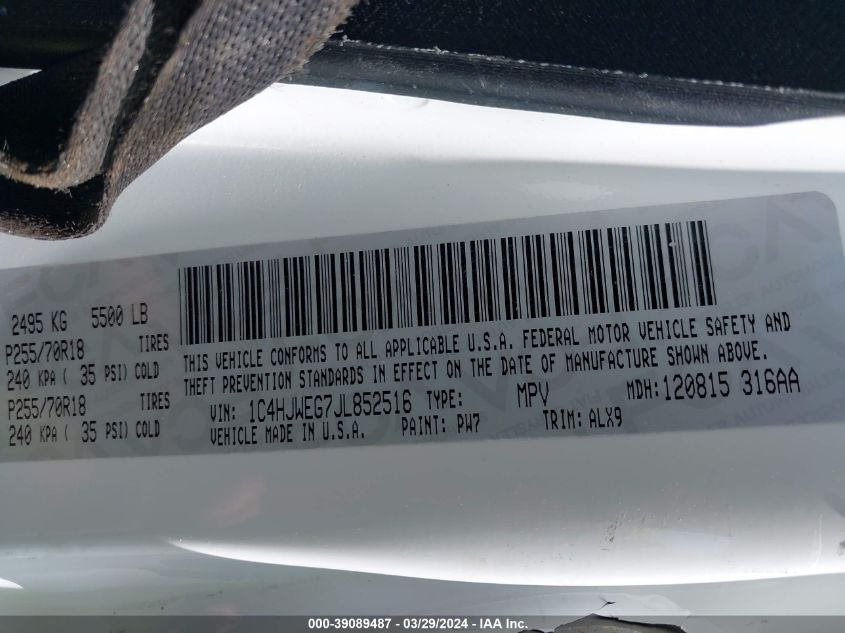 2495 KG 5500 LB
P255/70R18 TIRES
240 KPA ( 35 PSI) COLD
P255/70R18 TIRES
240 KPA ( 35 PSI) COLD
THIS VEHICLE CONFORMS TO ALL APPLICABLE U.S.A. FEDERAL MOTOR VEHICLE SAFETY AND
THEFT PREVENTION STANDARDS IN EFFECT ON THE DATE OF MANUFACTURE SHOWN ABOVE.
VIN: 1C4HJWEG7JL852516 TYPE: MPV MDH:120815 316AA
VEHICLE MADE IN U.S.A. PAINT: PW7 TRIM: ALX9
000-39089487 - 03/29/2024 - IAA Inc.